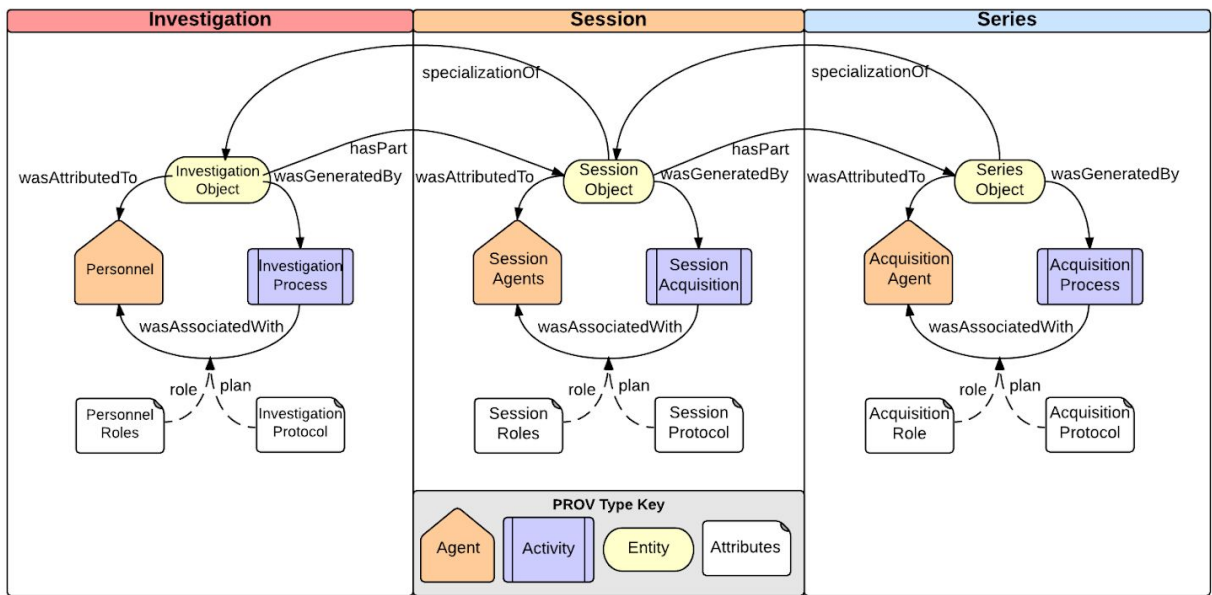 Investigation
Session
Series
specializationOf
specializationOf
hasPart
hasPart
wasAttributedTo
Investigation
Object
wasGeneratedBy
wasAttributedTo
Session
Object
wasGeneratedBy
wasAttributedTo
Series
Object
wasGeneratedBy
Personnel
Investigation
Process
Session
Agents
Session
Acquisition
Acquisition
Agent
Acquisition
Process
wasAssociatedWith
wasAssociatedWith
wasAssociatedWith
role
plan
role
plan
role
plan
Personnel
Roles
Investigation
Protocol
Session
Roles
Session
Protocol
Acquisition
Role
Acquisition
Protocol
PROV Type Key
Agent
Activity
Entity
Attributes